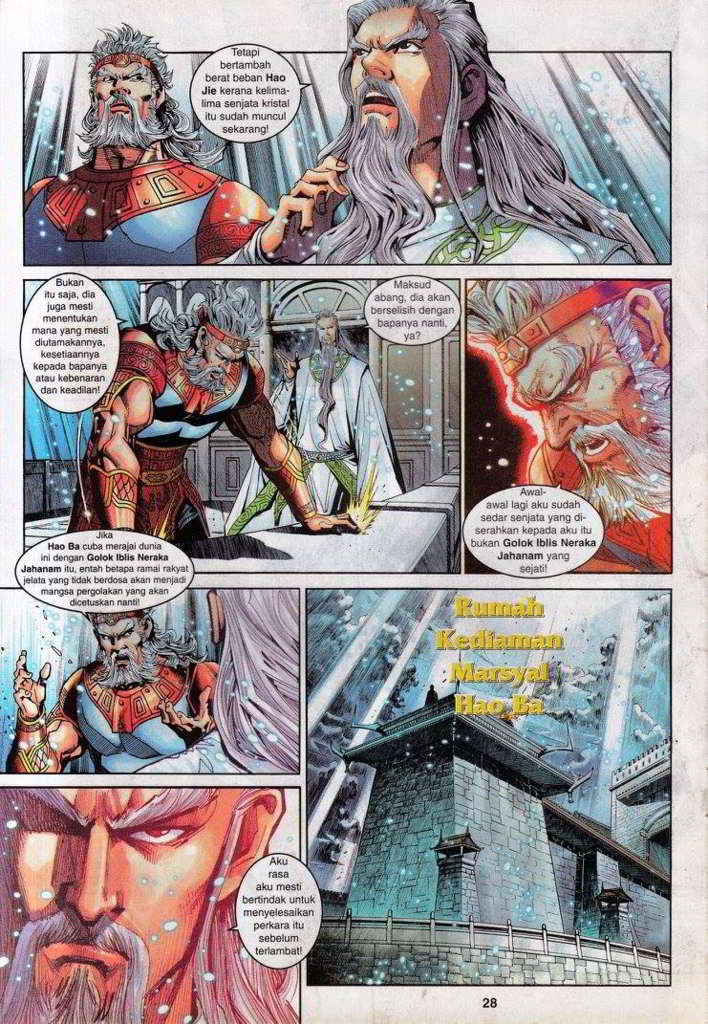 Tetapi
bertambah
berat beban Hao
Jie kerana kelima-
lima senjata kristal
itu sudah muncul
sekarang!
Bukan
itu saja, dia
juga mesti
menentukan
mana yang mesti
diutamakannya,
kesetiaannya
kepada bapanya
atau kebenaran
dan keadilan!
Maksud
abang, dia akan
berselisih dengan
bapanya nanti,
ya?
Awal-
awal lagi aku sudah
sedar senjata yang di-
serahkan kepada aku itu
bukan Golok Iblis Neraka
Jahanam yang
sejati!
Jika
Hao Ba cuba merajai dunia
ini dengan Golok Iblis Neraka
Jahanam itu, entah betapa ramai rakyat
jelata yang tidak berdosa akan menjadi
mangsa pergolakan yang akan
dicetuskan nanti!
Rumah
Kediaman
Marsyal
Hao Ba
Aku
rasa
aku mesti
bertindak untuk
menyelesaikan
perkara itu
sebelum
terlambat!
28